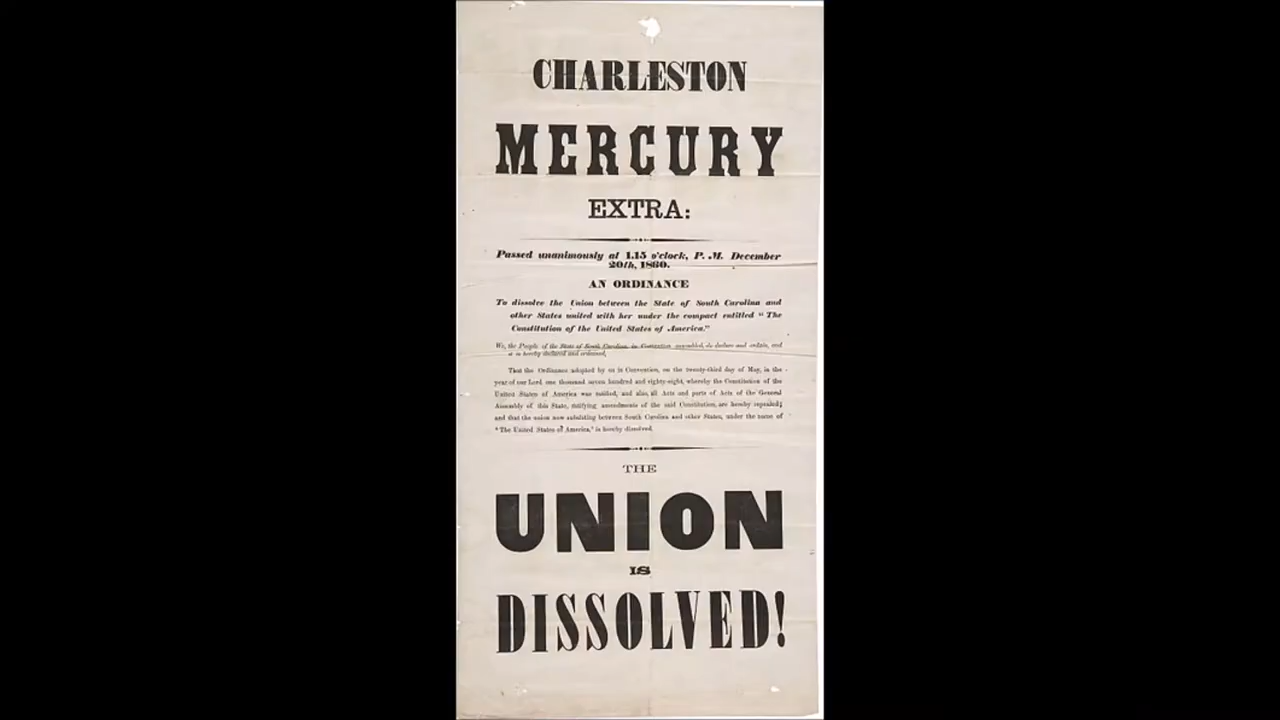 CHARLESTON
MERCURY
EXTRA:
Passed unanimously at 1.15 o'clock, P. M. December
20th, 1860.
AN ORDINANCE
To dissolve the Union between the State of South Carolina and
other States united with her under the compact entitled "The
Constitution of the United States of America."
We, the People of the State of South Carolina, in Convention assembled, do declare and ordain, and
it is hereby declared and ordained,
That the Ordinance adopted by us in Convention, on the twenty-third day of May, in the
year of our Lord one thousand seven hundred and eighty-eight, whereby the Constitution of the
United States of America was ratified, and also, all Acts and parts of Acts of the General
Assembly of this State, ratifying amendments of the said Constitution, are hereby repealed;
and that the union now subsisting between South Carolina and other States, under the name of
"The United States of America," is hereby dissolved.
THE
UNION
IS
DISSOLVED!